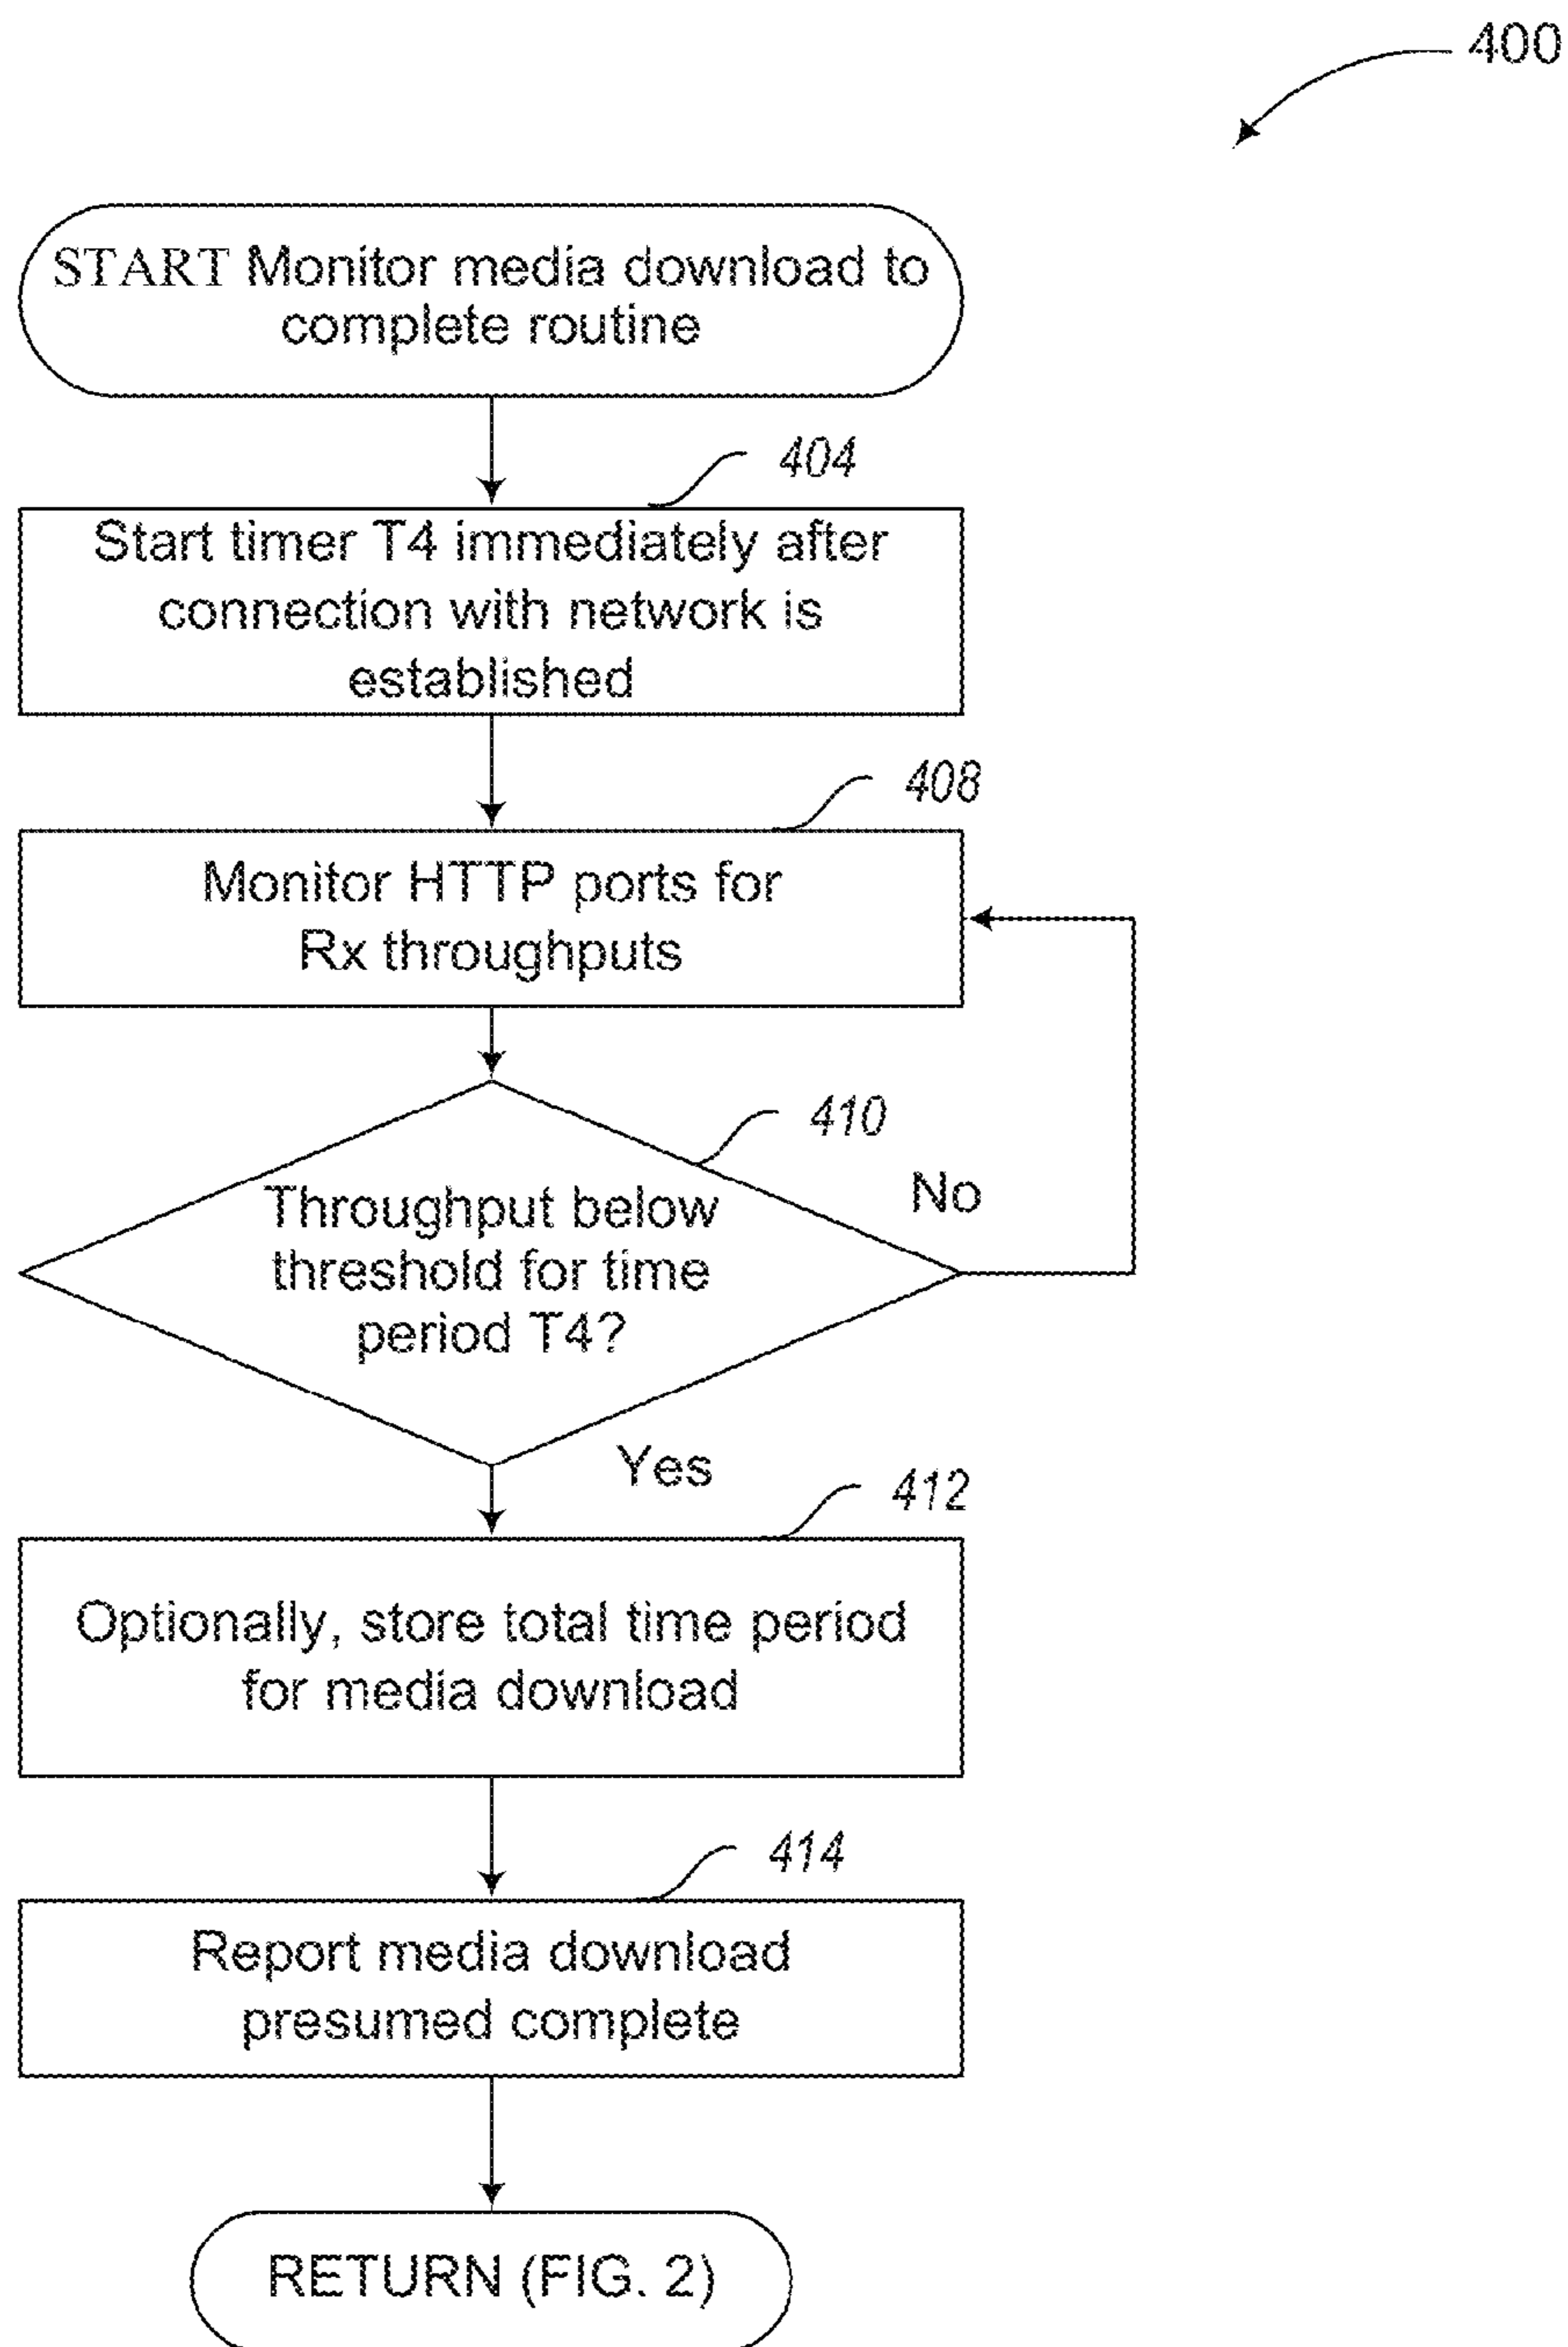 400
START Monitor media download to
complete routine
404
Start timer T4 immediately after
connection with network is
established
408
Monitor HTTP ports for
Rx throughputs
410
No
Throughput below
threshold for time
period T4?
Yes
412
Optionally, store total time period
for media download
414
Report media download
presumed complete
RETURN (FIG. 2)